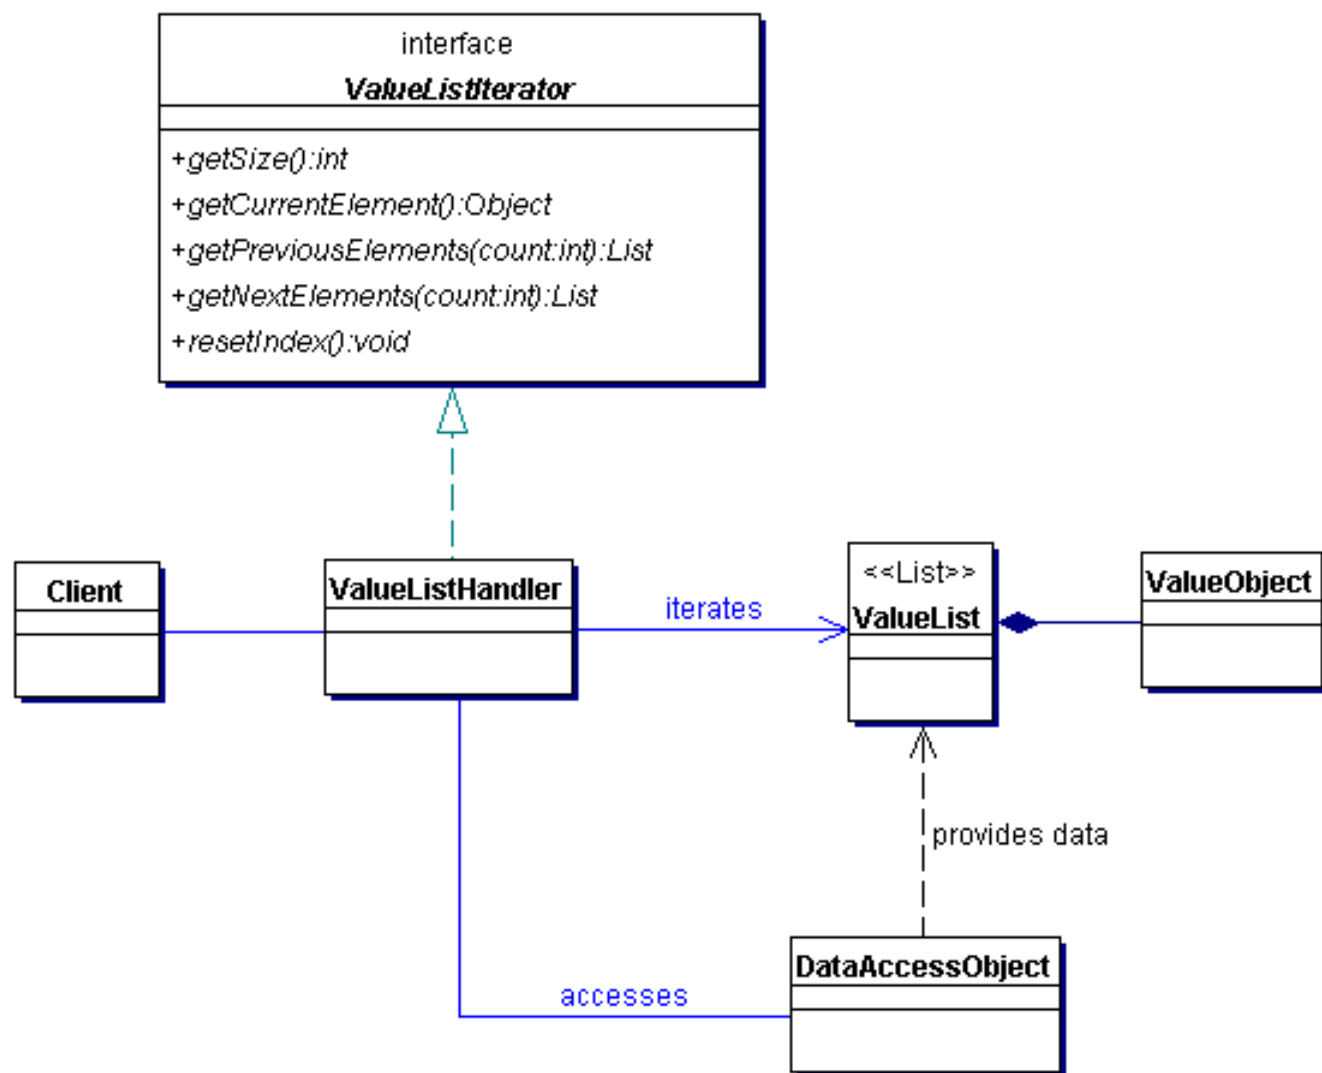 interface
ValueListIterator
+getSize():int
+getCurrentElement():Object
+getPreviousElements(count:int):List
+getNextElements(count:int):List
+resetIndex():void
Client
ValueListHandler
iterates
<<List>>
ValueList
ValueObject
provides data
DataAccessObject
accesses